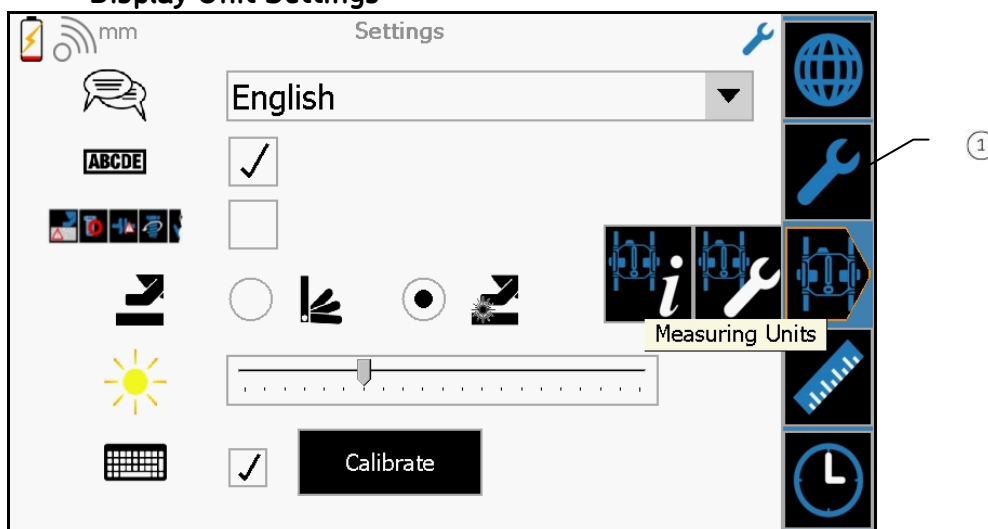 Display Unit Settings
mm
Settings
English
ABCDE
i
Measuring Units
Calibrate
1